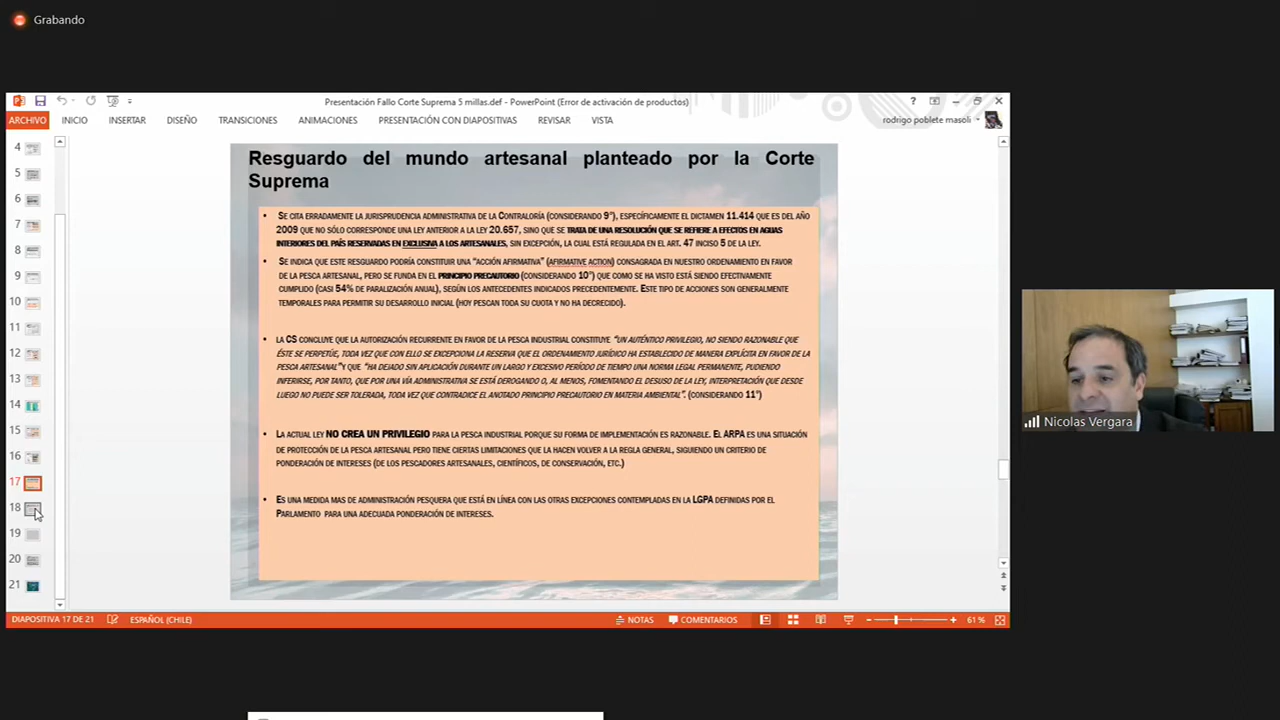 Grabando
Presentación Fallo Corte Suprema 5 millas.def - PowerPoint (Error de activación de productos)
ARCHIVO INICIO INSERTAR DISEÑO TRANSICIONES ANIMACIONES PRESENTACIÓN CON DIAPOSITIVAS REVISAR VISTA rodrigo poblete masoli
4
5
6
7
8
9
10
11
12
13
14
15
16
17
18
19
20
21
Resguardo del mundo artesanal planteado por la Corte
Suprema
• SE CITA ERRADAMENTE LA JURISPRUDENCIA ADMINISTRATIVA DE LA CONTRALORÍA (CONSIDERANDO 9°), ESPECÍFICAMENTE EL DICTAMEN 11.414 QUE ES DEL AÑO
2009 QUE NO SÓLO CORRESPONDE UNA LEY ANTERIOR A LA LEY 20.657, SINO QUE SE TRATA DE UNA RESOLUCIÓN QUE SE REFIERE A EFECTOS EN AGUAS
INTERIORES DEL PAÍS RESERVADAS EN EXCLUSIVA A LOS ARTESANALES, SIN EXCEPCIÓN, LA CUAL ESTÁ REGULADA EN EL ART. 47 INCISO 5 DE LA LEY.
• SE INDICA QUE ESTE RESGUARDO PODRÍA CONSTITUIR UNA "ACCIÓN AFIRMATIVA" (AFIRMATIVE ACTION) CONSAGRADA EN NUESTRO ORDENAMIENTO EN FAVOR
DE LA PESCA ARTESANAL, PERO SE FUNDA EN EL PRINCIPIO PRECAUTORIO (CONSIDERANDO 10°) QUE COMO SE HA VISTO ESTÁ SIENDO EFECTIVAMENTE
CUMPLIDO (CASI 54% DE PARALIZACIÓN ANUAL), SEGÚN LOS ANTECEDENTES INDICADOS PRECEDENTEMENTE. ESTE TIPO DE ACCIONES SON GENERALMENTE
TEMPORALES PARA PERMITIR SU DESARROLLO INICIAL (HOY PESCAN TODA SU CUOTA Y NO HA DECRECIDO).
• LA CS CONCLUYE QUE LA AUTORIZACIÓN RECURRENTE EN FAVOR DE LA PESCA INDUSTRIAL CONSTITUYE "UN AUTÉNTICO PRIVILEGIO, NO SIENDO RAZONABLE QUE
ÉSTE SE PERPETÚE, TODA VEZ QUE CON ELLO SE EXCEPCIONA LA RESERVA QUE EL ORDENAMIENTO JURÍDICO HA ESTABLECIDO DE MANERA EXPLÍCITA EN FAVOR DE LA
PESCA ARTESANAL" Y QUE "HA DEJADO SIN APLICACIÓN DURANTE UN LARGO Y EXCESIVO PERÍODO DE TIEMPO UNA NORMA LEGAL PERMANENTE, PUDIENDO
INFERIRSE, POR TANTO, QUE POR UNA VÍA ADMINISTRATIVA SE ESTÁ DEROGANDO O, AL MENOS, FOMENTANDO EL DESUSO DE LA LEY, INTERPRETACIÓN QUE DESDE
LUEGO NO PUEDE SER TOLERADA, TODA VEZ QUE CONTRADICE EL ANOTADO PRINCIPIO PRECAUTORIO EN MATERIA AMBIENTAL". (CONSIDERANDO 11°)
• LA ACTUAL LEY NO CREA UN PRIVILEGIO PARA LA PESCA INDUSTRIAL PORQUE SU FORMA DE IMPLEMENTACIÓN ES RAZONABLE. EL ARPA ES UNA SITUACIÓN
DE PROTECCIÓN DE LA PESCA ARTESANAL PERO TIENE CIERTAS LIMITACIONES QUE LA HACEN VOLVER A LA REGLA GENERAL, SIGUIENDO UN CRITERIO DE
PONDERACIÓN DE INTERESES (DE LOS PESCADORES ARTESANALES, CIENTÍFICOS, DE CONSERVACIÓN, ETC.)
• ES UNA MEDIDA MAS DE ADMINISTRACIÓN PESQUERA QUE ESTÁ EN LÍNEA CON LAS OTRAS EXCEPCIONES CONTEMPLADAS EN LA LGPA DEFINIDAS POR EL
PARLAMENTO PARA UNA ADECUADA PONDERACIÓN DE INTERESES.
Nicolas Vergara
DIAPOSITIVA 17 DE 21 ESPAÑOL (CHILE) NOTAS COMENTARIOS 61 %